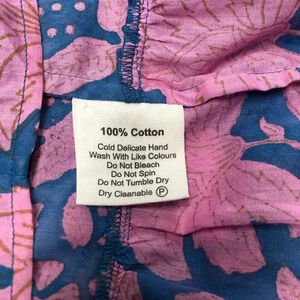 100% Cotton
Cold Delicate Hand
Wash With Like Colours
Do Not Bleach
Do Not Spin
Do Not Tumble Dry
Dry Cleanable Ⓟ